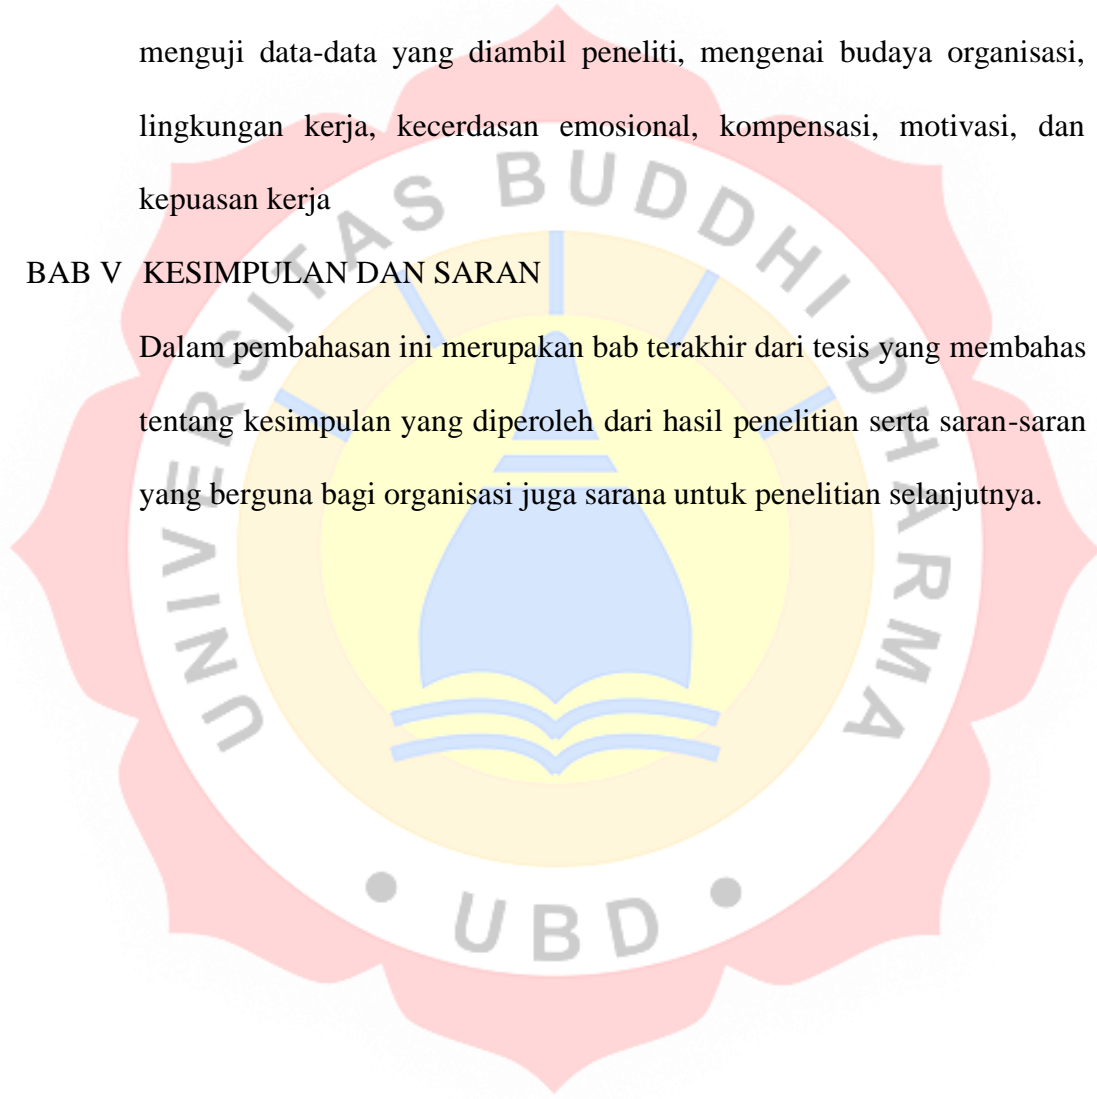 menguji data-data yang diambil peneliti, mengenai budaya organisasi,
lingkungan kerja, kecerdasan emosional, kompensasi, motivasi, dan
kepuasan kerja
BAB V KESIMPULAN DAN SARAN
Dalam pembahasan ini merupakan bab terakhir dari tesis yang membahas
tentang kesimpulan yang diperoleh dari hasil penelitian serta saran-saran
yang berguna bagi organisasi juga sarana untuk penelitian selanjutnya.
UNIVERSITAS BUDDHI DHARMA
• UBD •